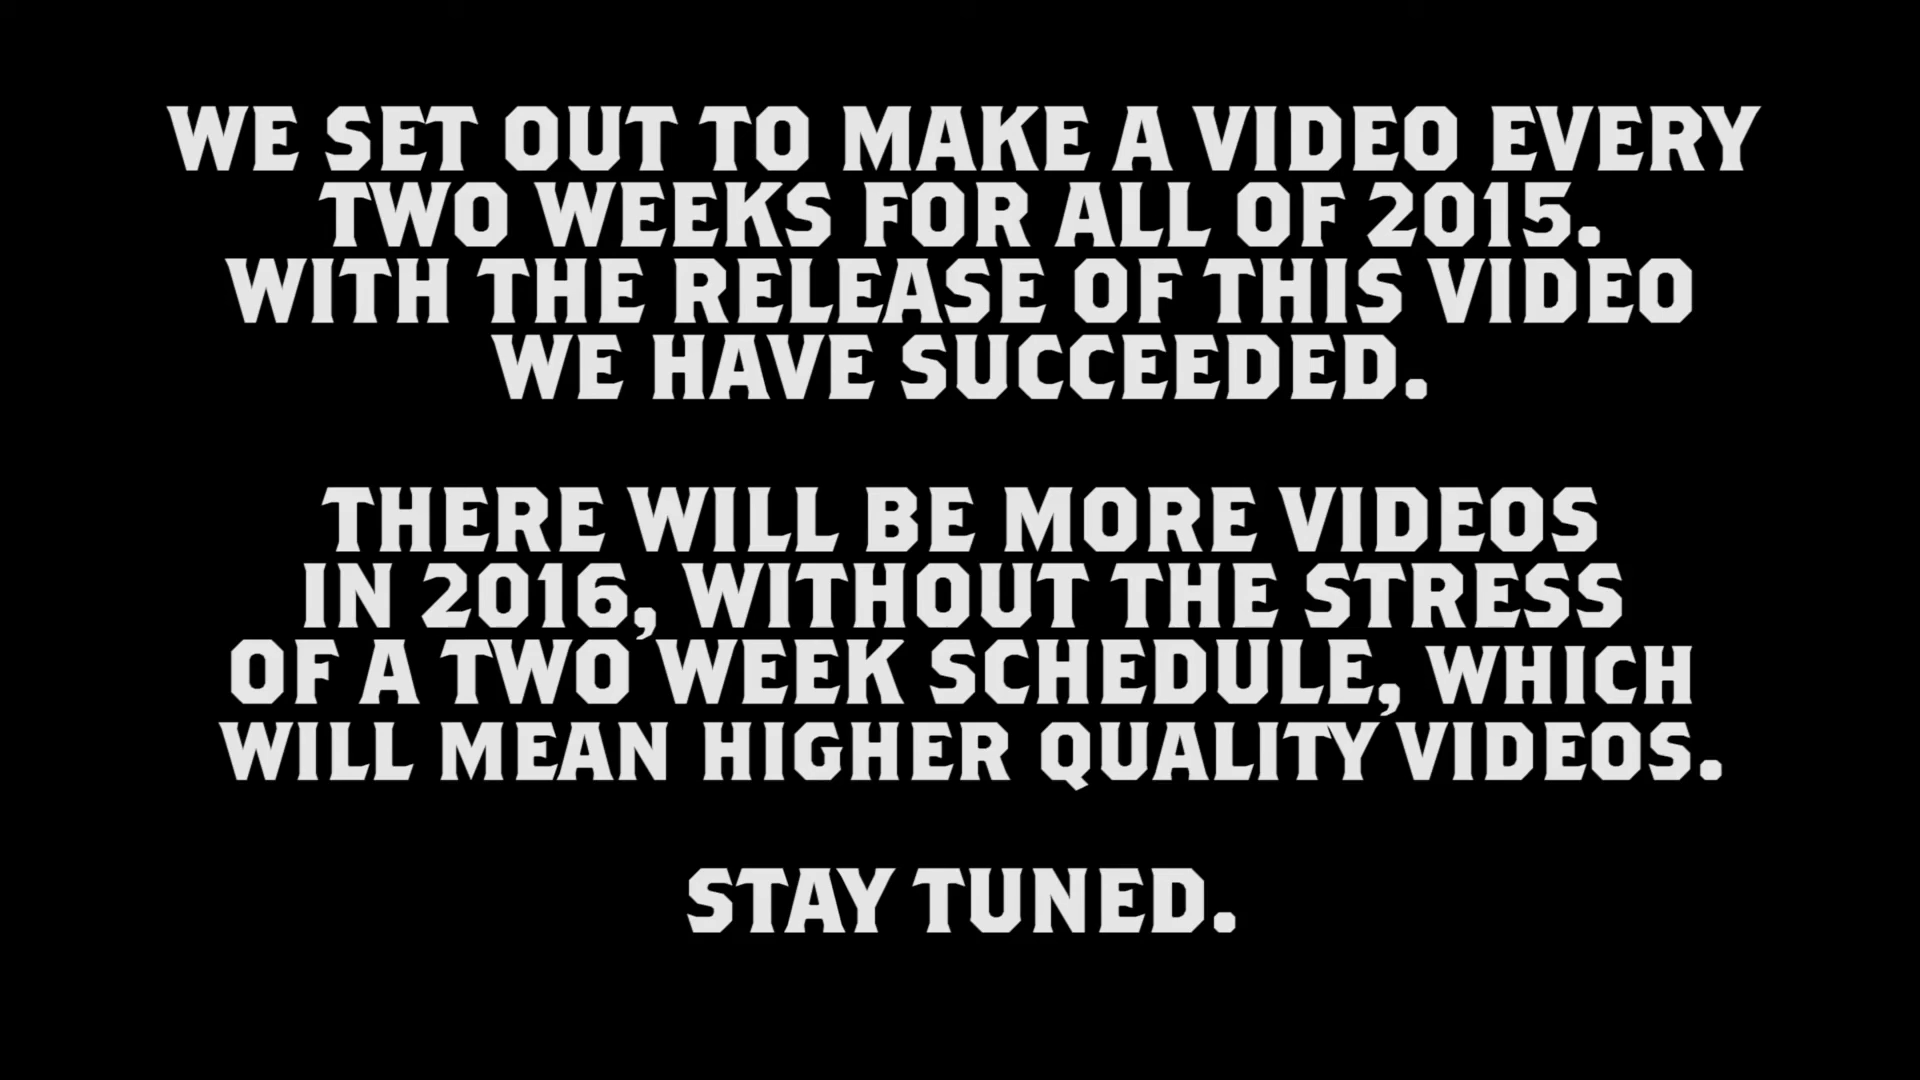 WE SET OUT TO MAKE A VIDEO EVERY
TWO WEEKS FOR ALL OF 2015.
WITH THE RELEASE OF THIS VIDEO
WE HAVE SUCCEEDED.
THERE WILL BE MORE VIDEOS
IN 2016, WITHOUT THE STRESS
OF A TWO WEEK SCHEDULE, WHICH
WILL MEAN HIGHER QUALITY VIDEOS.
STAY TUNED.